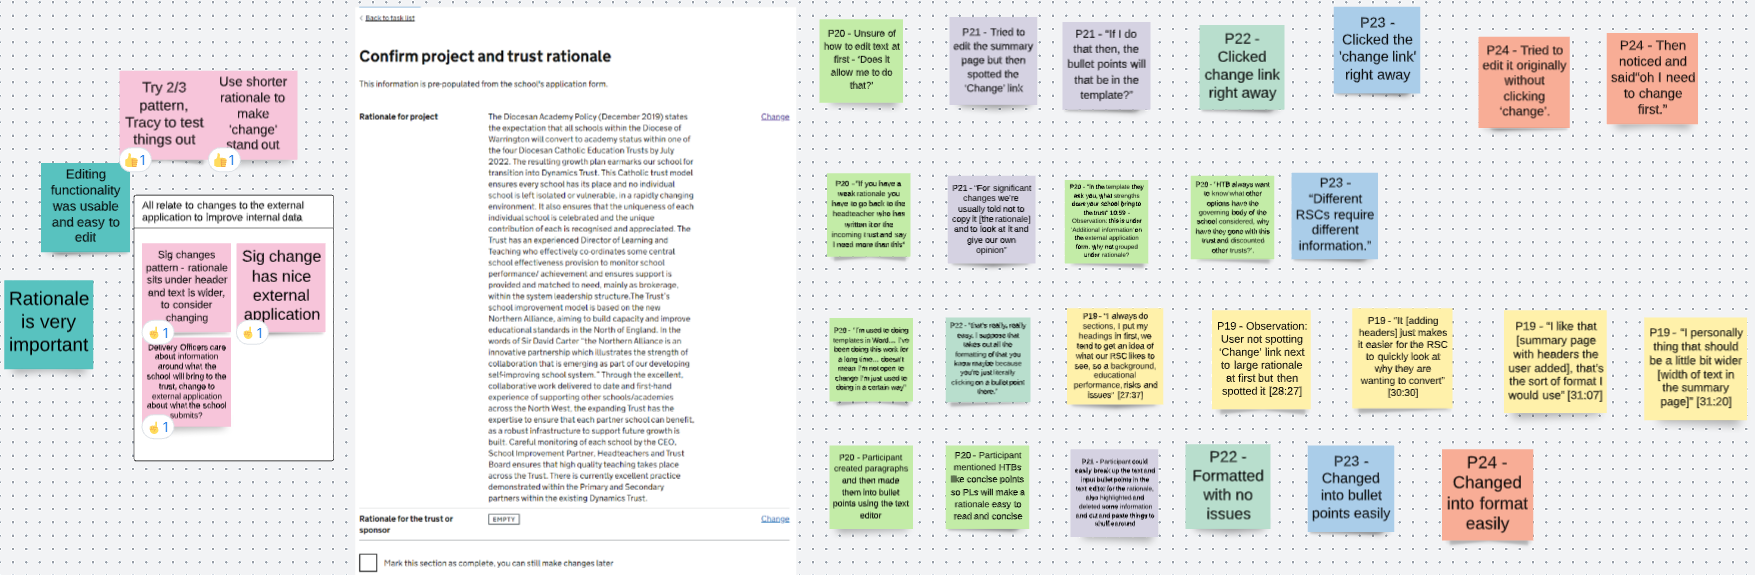 Try 2/3
pattern,
Tracy to test
things out
👍1
Use shorter
rationale to
make
'change'
stand out
👍1
Editing
functionality
was usable
and easy to
edit
Rationale
is very
important
All relate to changes to the external
application to improve internal data
Sig changes
pattern - rationale
sits under header
and text is wider,
to consider
changing
☝1
Sig change
has nice
external
application
☝1
Delivery Officers care
about information
around what the
school will bring to the
trust, change to
external application
about what the school
submits?
☝1
Back to task list
Confirm project and trust rationale
This information is pre-populated from the school's application form.
Rationale for project
The Diocesan Academy Policy (December 2019) states
the expectation that all schools within the Diocese of
Warrington will convert to academy status within one of
the four Diocesan Catholic Education Trusts by July
2022. The resulting growth plan earmarks our school for
transition into Dynamics Trust. This Catholic trust model
ensures every school has its place and no individual
school is left isolated or vulnerable, in a rapidly changing
environment. It also ensures that the uniqueness of each
individual school is celebrated and the unique
contribution of each is recognised and appreciated. The
Trust has an experienced Director of Learning and
Teaching who effectively co-ordinates some central
school effectiveness provision to monitor school
performance/ achievement and ensures support is
provided and matched to need, mainly as brokerage,
within the system leadership structure.The Trust's
school improvement model is based on the new
Northern Alliance, aiming to build capacity and improve
educational standards in the North of England. In the
words of Sir David Carter "the Northern Alliance is an
innovative partnership which illustrates the strength of
collaboration that is emerging as part of our developing
self-improving school system." Through the excellent,
collaborative work delivered to date and first-hand
experience of supporting other schools/academies
across the North West, the expanding Trust has the
expertise to ensure that each partner school can benefit,
as a robust infrastructure to support future growth is
built. Careful monitoring of each school by the CEO,
School Improvement Partner, Headteachers and Trust
Board ensures that high quality teaching takes place
across the Trust. There is currently excellent practice
demonstrated within the Primary and Secondary
partners within the existing Dynamics Trust.
Change
Rationale for the trust or
sponsor
EMPTY
Change
Mark this section as complete, you can still make changes later
P20 - Unsure of
how to edit text at
first - 'Does it
allow me to do
that?'
P21 - Tried to
edit the summary
page but then
spotted the
'Change' link
P21 - "If I do
that then, the
bullet points will
that be in the
template?"
P22 -
Clicked
change link
right away
P23 -
Clicked the
'change link'
right away
P24 - Tried to
edit it originally
without
clicking
'change'.
P24 - Then
noticed and
said"oh I need
to change
first."
P20 - "If you have a
weak rationale you
have to go back to the
headteacher who has
written it or the
incoming trust and say
I need more than this"
P21 - "For significant
changes we're
usually told not to
copy it [the rationale]
and to look at it and
give our own
opinion"
P20 - "In the template they
ask you, what strengths
does your school bring to
the trust" 10:59 -
Observation: this is under
'Additional information' on
the external application
form. why not grouped
under rationale?
P20 - "HTB always want
to know what other
options have the
governing body of the
school considered, why
have they gone with this
trust and discounted
other trusts?'.
P23 -
"Different
RSCs require
different
information."
P20 - "I'm used to doing
templates in Word.... I've
been doing this work for
a long time... doesn't
mean I'm not open to
change I'm just used to
doing in a certain way"
P22 - "that's really, really
easy. I suppose that
takes out all the
formatting of that you
know maybe because
you're just literally
clicking on a bullet point
there."
P19 - "I always do
sections, I put my
headings in first, we
tend to get an idea of
what our RSC likes to
see, so a background,
educational
performance, risks and
issues" [27:37]
P19 - Observation:
User not spotting
'Change' link next
to large rationale
at first but then
spotted it [28:27]
P19 - "It [adding
headers] just makes
it easier for the RSC
to quickly look at
why they are
wanting to convert"
[30:30]
P19 - "I like that
[summary page
with headers the
user added], that's
the sort of format I
would use" [31:07]
P19 - "I personally
thing that should
be a little bit wider
[width of text in
the summary
page]" [31:20]
P20 - Participant
created paragraphs
and then made
them into bullet
points using the text
editor
P20 - Participant
mentioned HTBs
like concise points
so PLs will make a
rationale easy to
read and concise
P21 - Participant could
easily break up the text and
input bullet points in the
text editor for the rationale,
also highlighted and
deleted some information
and cut and paste things to
shuffle around
P22 -
Formatted
with no
issues
P23 -
Changed
into bullet
points easily
P24 -
Changed
into format
easily